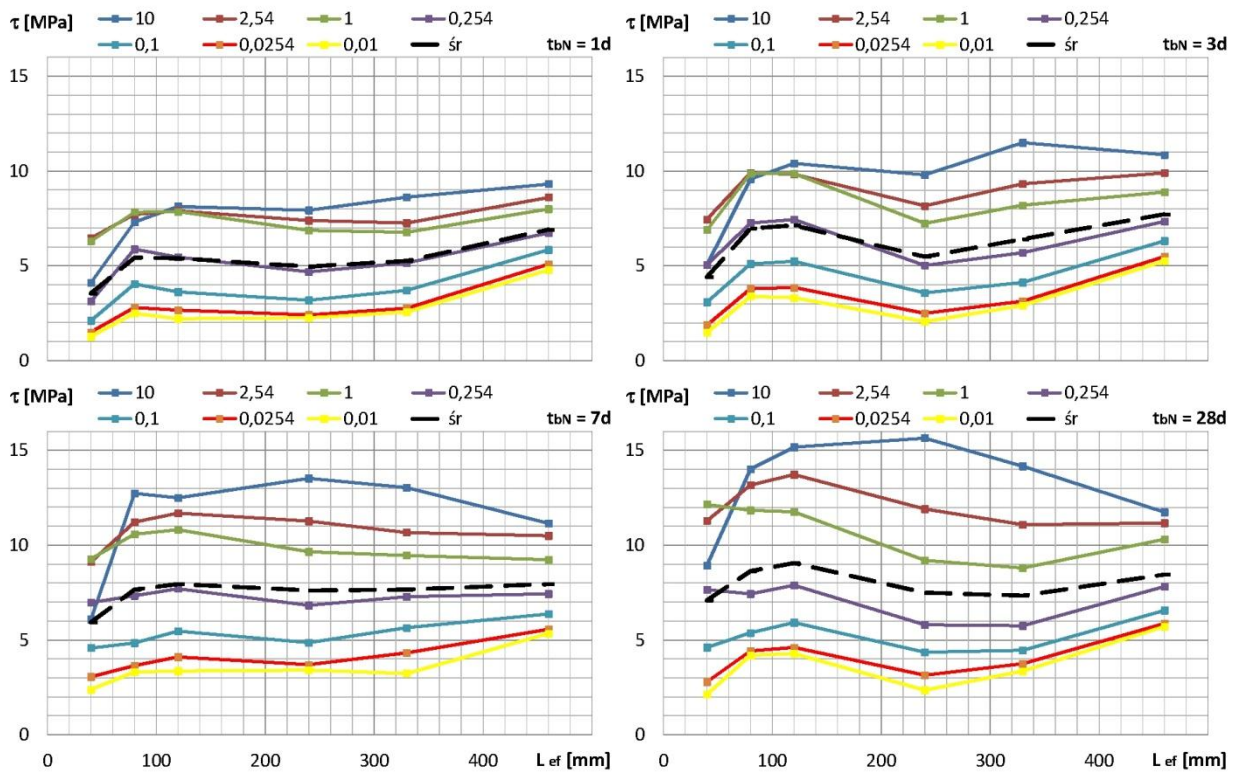 τ [MPa] 10 2,54 1 0,254
0,1 0,0254 0,01 śr tbN = 1d
15
10
5
0
τ [MPa] 10 2,54 1 0,254
0,1 0,0254 0,01 śr tbN = 3d
15
10
5
0
τ [MPa] 10 2,54 1 0,254
0,1 0,0254 0,01 śr tbN = 7d
15
10
5
0
0 100 200 300 400 L ef [mm]
τ [MPa] 10 2,54 1 0,254
0,1 0,0254 0,01 śr tbN = 28d
15
10
5
0
0 100 200 300 400 L ef [mm]